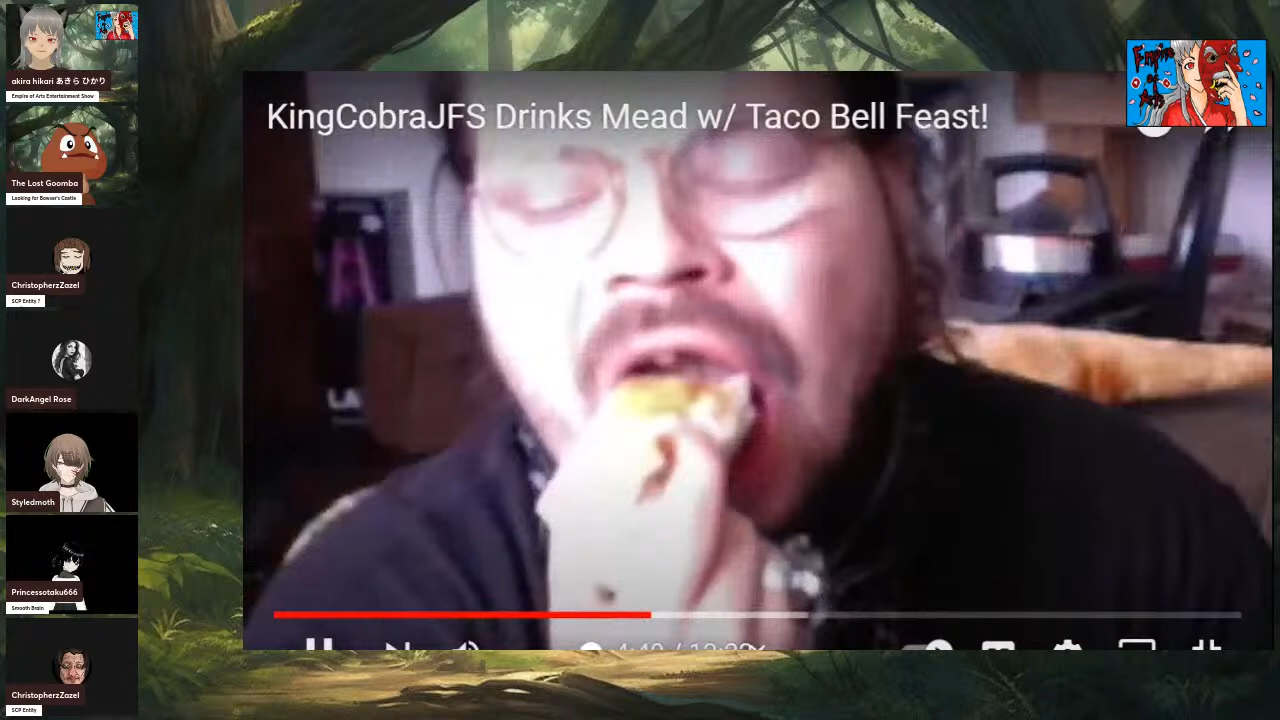 akira hikari あきら ひかり
Empire of Arts Entertainment Show
The Lost Goomba
Looking for Bowser's Castle
ChristopherzZazel
SCP Entity ?
DarkAngel Rose
Styledmoth
Princessotaku666
Smooth Brain
ChristopherzZazel
SCP Entity
KingCobraJFS Drinks Mead w/ Taco Bell Feast!
Empire
of
Arts